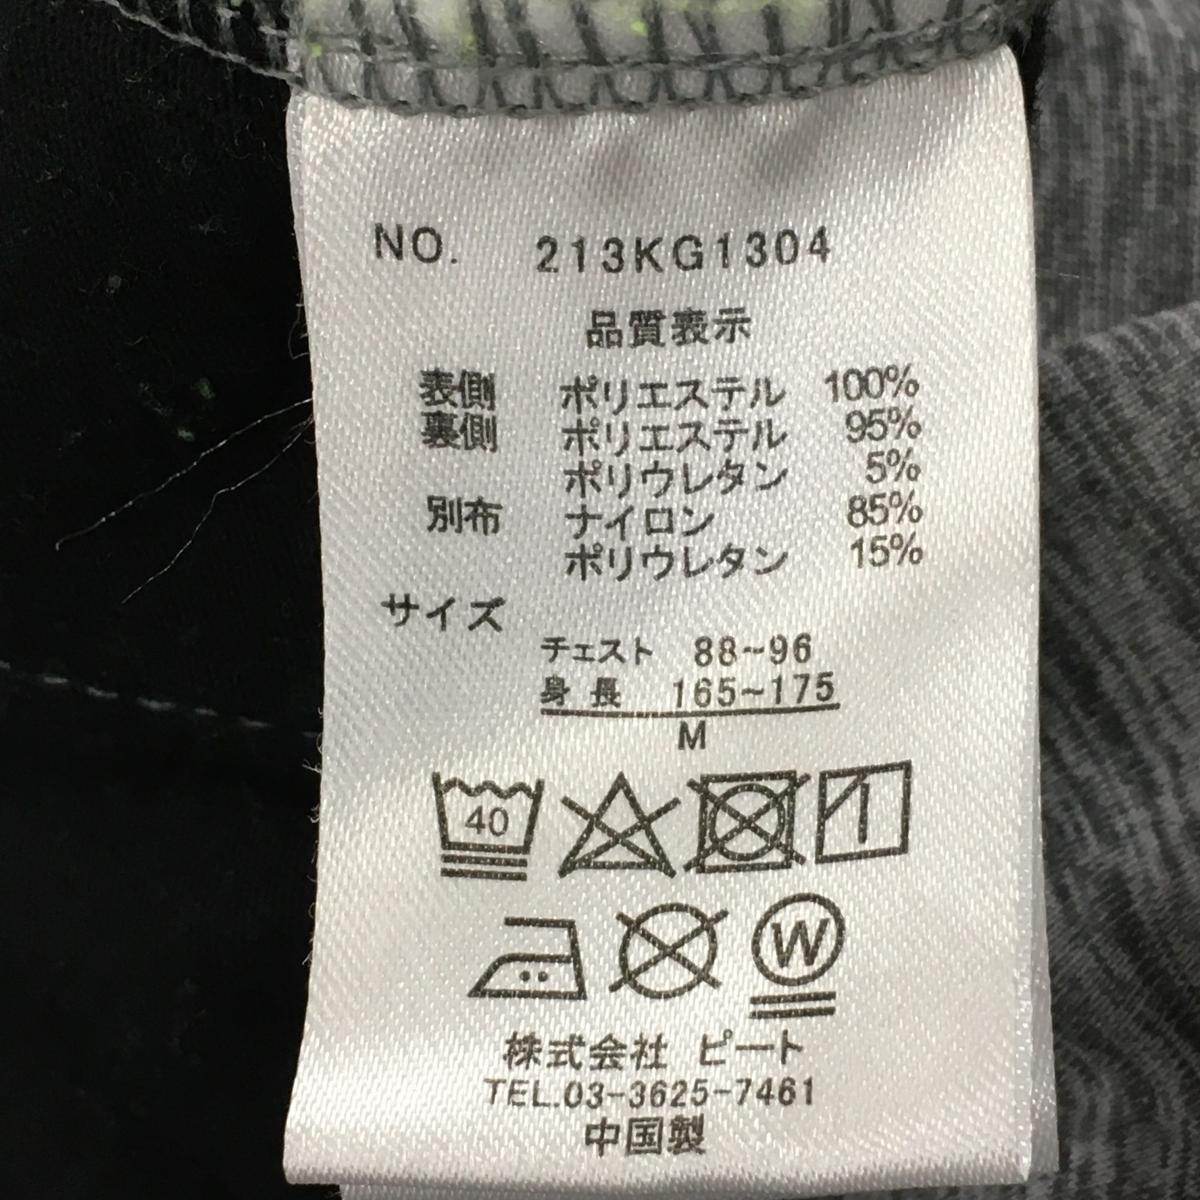 NO. 213KG1304
品質表示
表側 ポリエステル 100%
裏側 ポリエステル 95%
ポリウレタン 5%
別布 ナイロン 85%
ポリウレタン 15%
サイズ
チェスト 88~96
身長 165~175
M
40
W
株式会社 ピート
TEL.03-3625-7461
中国製